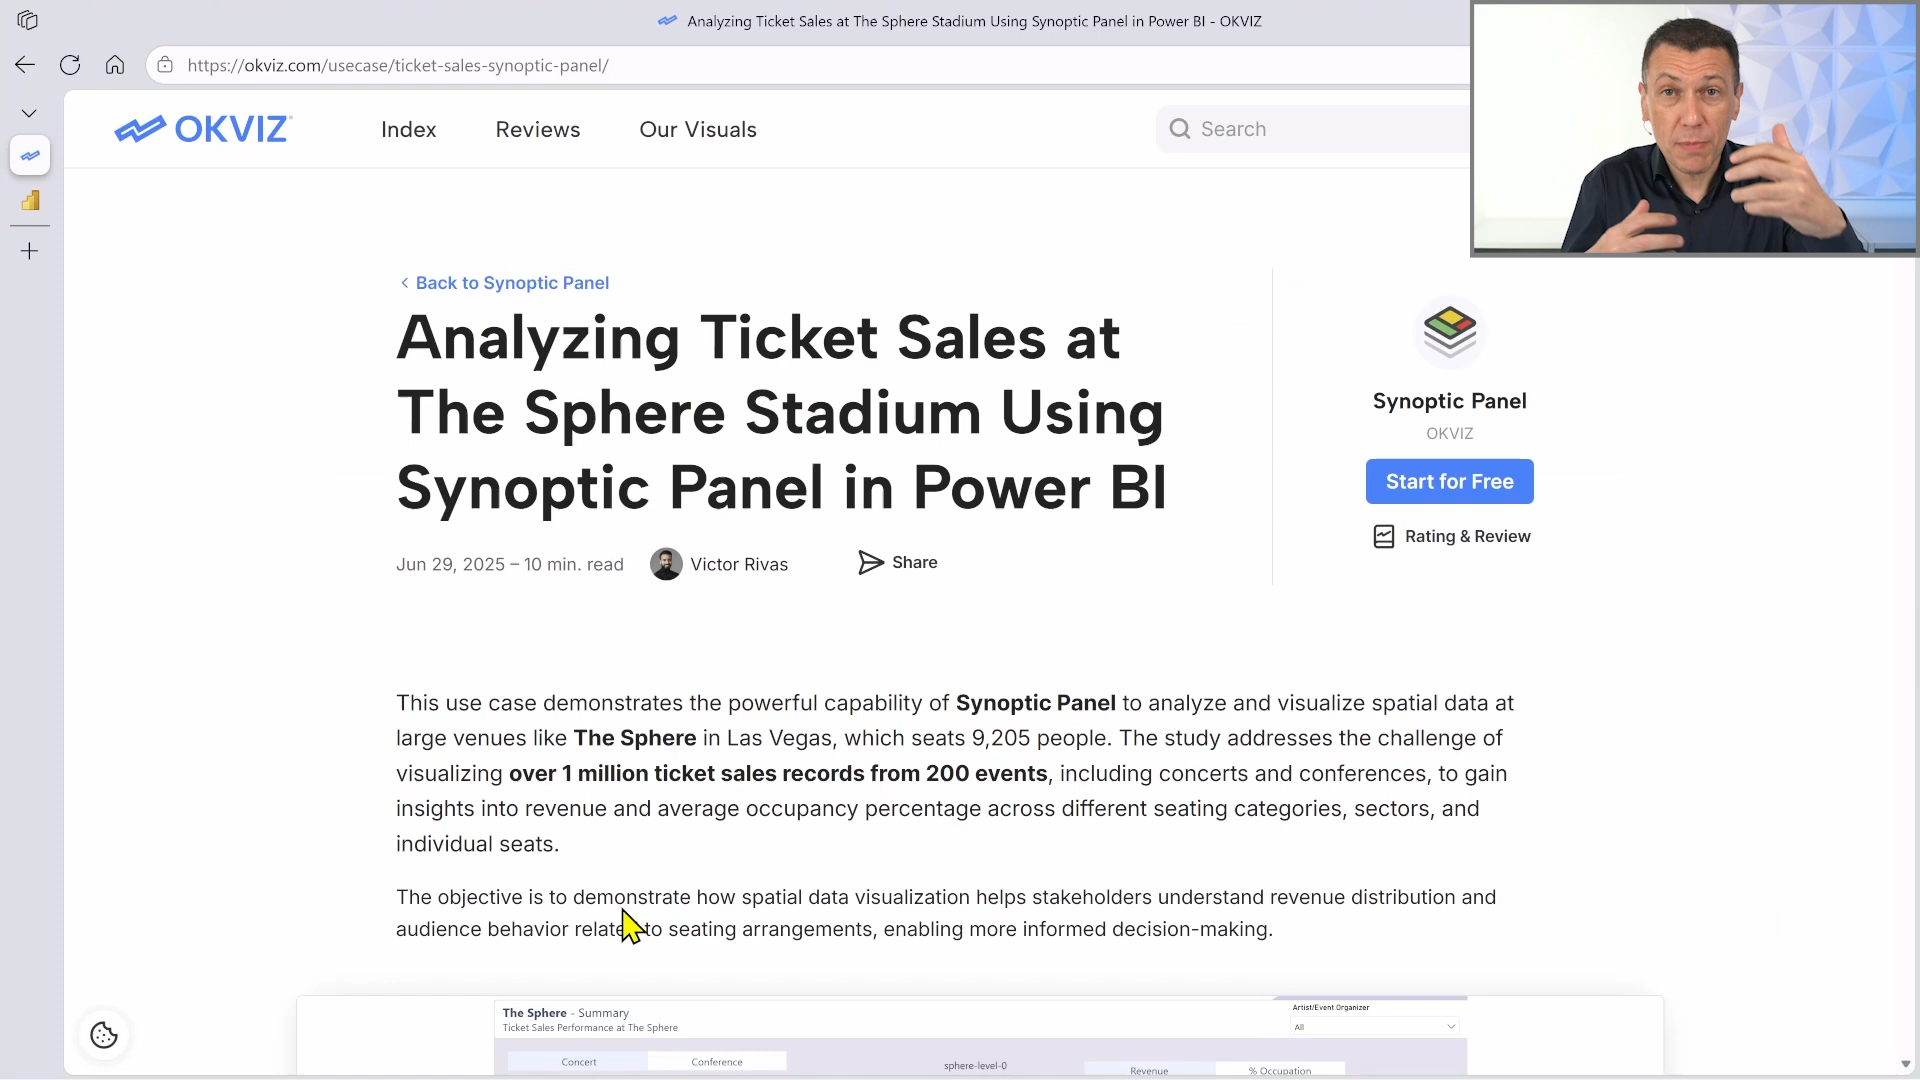 Analyzing Ticket Sales at The Sphere Stadium Using Synoptic Panel in Power BI - OKVIZ
https://okviz.com/usecase/ticket-sales-synoptic-panel/
OKVIZ
Index
Reviews
Our Visuals
Search
Back to Synoptic Panel
Analyzing Ticket Sales at
The Sphere Stadium Using
Synoptic Panel in Power BI
Jun 29, 2025 – 10 min. read
Victor Rivas
Share
Synoptic Panel
OKVIZ
Start for Free
Rating & Review
This use case demonstrates the powerful capability of Synoptic Panel to analyze and visualize spatial data at
large venues like The Sphere in Las Vegas, which seats 9,205 people. The study addresses the challenge of
visualizing over 1 million ticket sales records from 200 events, including concerts and conferences, to gain
insights into revenue and average occupancy percentage across different seating categories, sectors, and
individual seats.
The objective is to demonstrate how spatial data visualization helps stakeholders understand revenue distribution and
audience behavior related to seating arrangements, enabling more informed decision-making.
The Sphere - Summary
Ticket Sales Performance at The Sphere
Artist/Event Organizer
All
Concert
Conference
sphere-level-0
Revenue
% Occupation